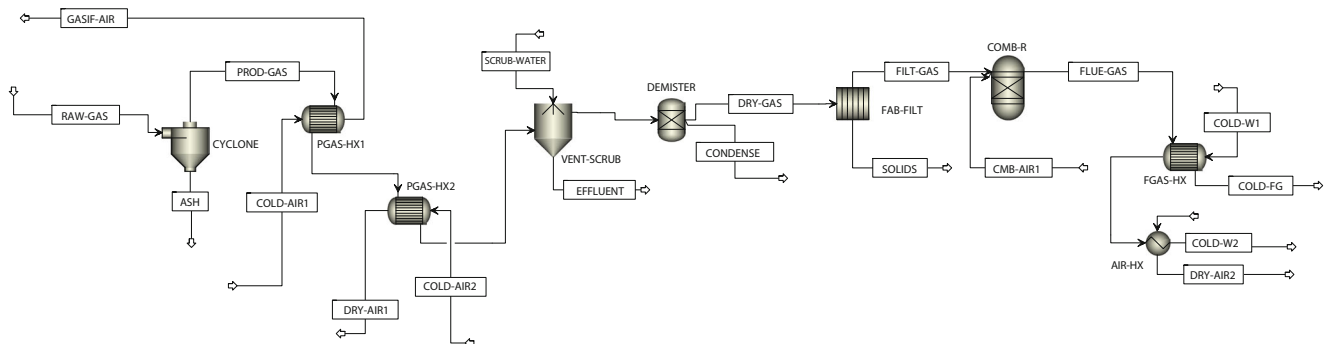 GASIF-AIR
RAW-GAS
PROD-GAS
CYCLONE
ASH
PGAS-HX1
COLD-AIR1
PGAS-HX2
DRY-AIR1
COLD-AIR2
SCRUB-WATER
VENT-SCRUB
EFFLUENT
DEMISTER
DRY-GAS
CONDENSE
FAB-FILT
SOLIDS
FILT-GAS
COMB-R
CMB-AIR1
FLUE-GAS
COLD-W1
FGAS-HX
COLD-FG
AIR-HX
COLD-W2
DRY-AIR2